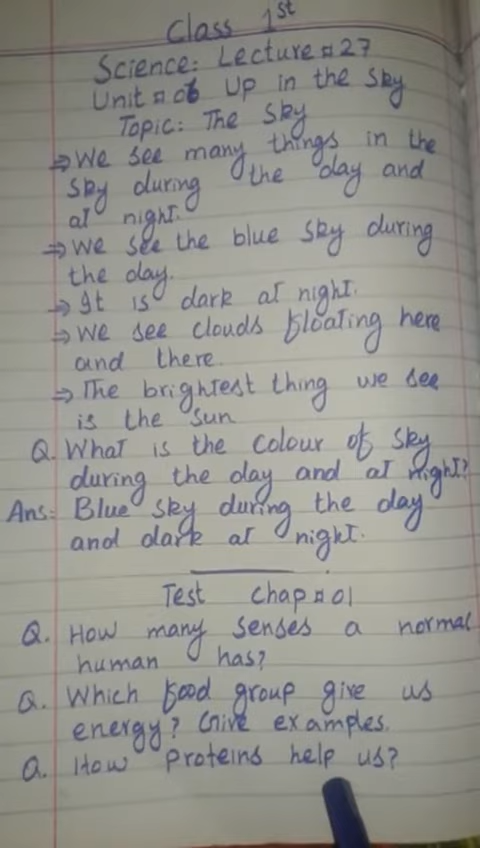 Class 1st
Science: Lecture # 27
Unit # 06 Up in the sky
Topic: The sky
⇒ We see many things in the
sky during the day and
at night.
⇒ We see the blue sky during
the day.
⇒ It is dark at night.
⇒ We see clouds floating here
and there.
⇒ The brightest thing we see
is the sun
Q. What is the colour of sky
during the day and at night?
Ans: Blue sky during the day
and dark at night.
Test Chap # 01
Q. How many senses a normal
human has?
Q. Which food group give us
energy? Give examples.
Q. How proteins help us?